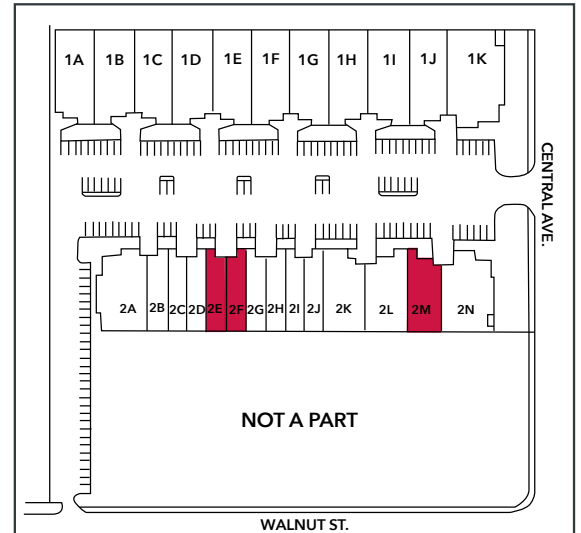 1A 1B 1C 1D 1E 1F 1G 1H 1I 1J 1K
CENTRAL AVE.
2A 2B 2C 2D 2E 2F 2G 2H 2I 2J 2K 2L 2M 2N
NOT A PART
WALNUT ST.